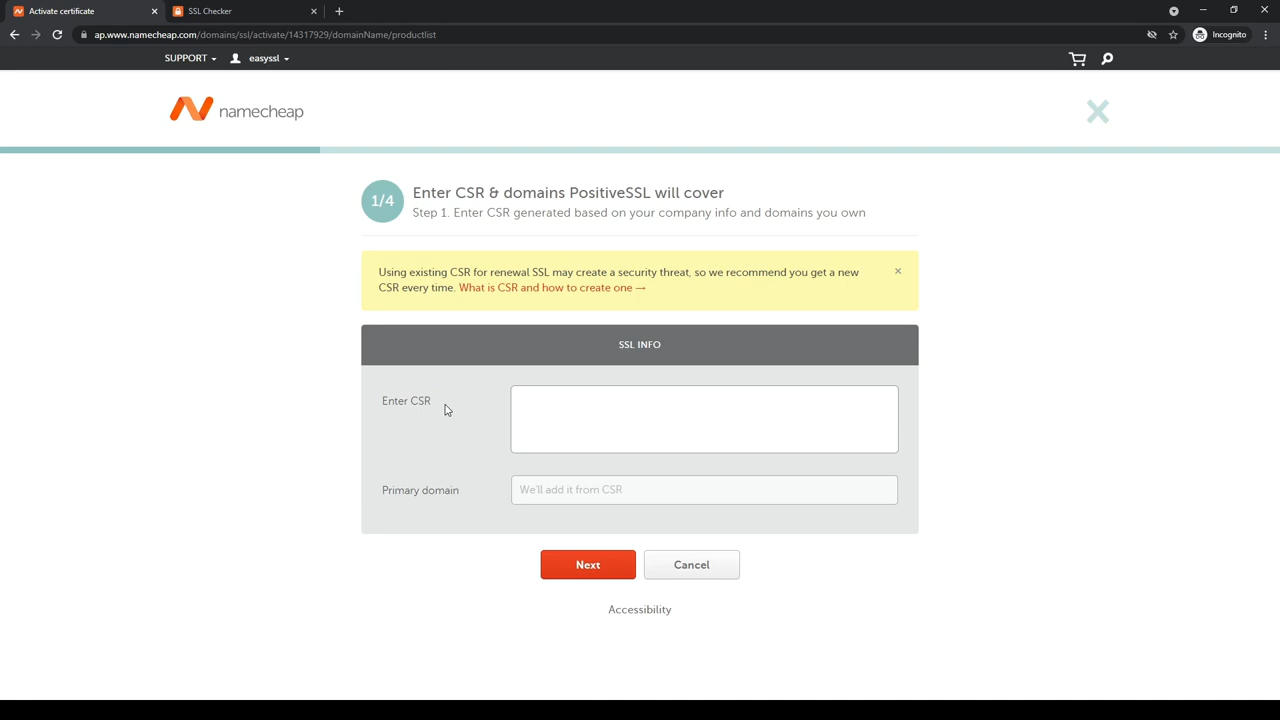 Activate certificate
SSL Checker
ap.www.namecheap.com/domains/ssl/activate/14317929/domainName/productlist
Incognito
SUPPORT
easyssl
namecheap
1/4
Enter CSR & domains PositiveSSL will cover
Step 1. Enter CSR generated based on your company info and domains you own
Using existing CSR for renewal SSL may create a security threat, so we recommend you get a new
CSR every time. What is CSR and how to create one →
SSL INFO
Enter CSR
Primary domain
We'll add it from CSR
Next
Cancel
Accessibility